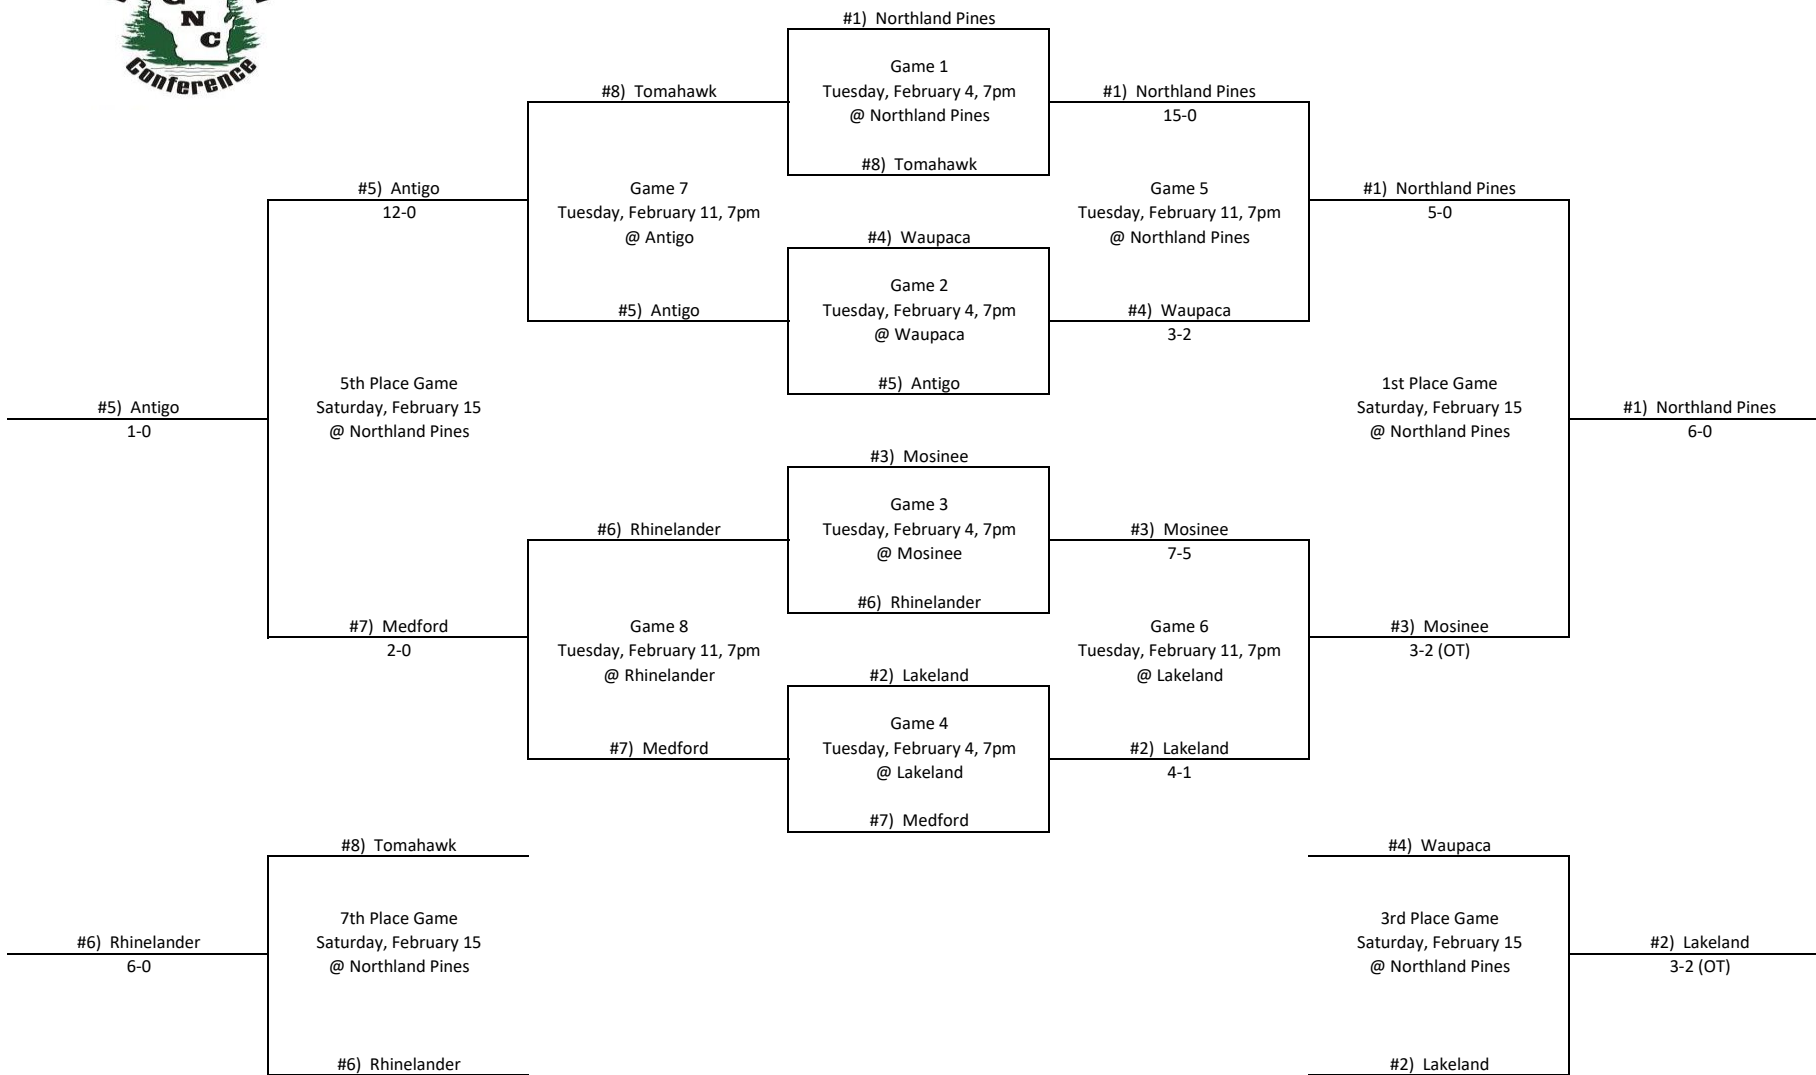 G
N
C
Conference
#1) Northland Pines
Game 1
Tuesday, February 4, 7pm
@ Northland Pines
#8) Tomahawk
#8) Tomahawk
#1) Northland Pines
15-0
#5) Antigo
12-0
Game 7
Tuesday, February 11, 7pm
@ Antigo
Game 5
Tuesday, February 11, 7pm
@ Northland Pines
#1) Northland Pines
5-0
#4) Waupaca
Game 2
Tuesday, February 4, 7pm
@ Waupaca
#5) Antigo
#5) Antigo
#4) Waupaca
3-2
5th Place Game
Saturday, February 15
@ Northland Pines
#5) Antigo
1-0
1st Place Game
Saturday, February 15
@ Northland Pines
#1) Northland Pines
6-0
#3) Mosinee
Game 3
Tuesday, February 4, 7pm
@ Mosinee
#6) Rhinelander
#6) Rhinelander
#3) Mosinee
7-5
#7) Medford
2-0
Game 8
Tuesday, February 11, 7pm
@ Rhinelander
Game 6
Tuesday, February 11, 7pm
@ Lakeland
#3) Mosinee
3-2 (OT)
#2) Lakeland
Game 4
Tuesday, February 4, 7pm
@ Lakeland
#7) Medford
#7) Medford
#2) Lakeland
4-1
#8) Tomahawk
7th Place Game
Saturday, February 15
@ Northland Pines
#6) Rhinelander
#6) Rhinelander
6-0
#4) Waupaca
3rd Place Game
Saturday, February 15
@ Northland Pines
#2) Lakeland
#2) Lakeland
3-2 (OT)